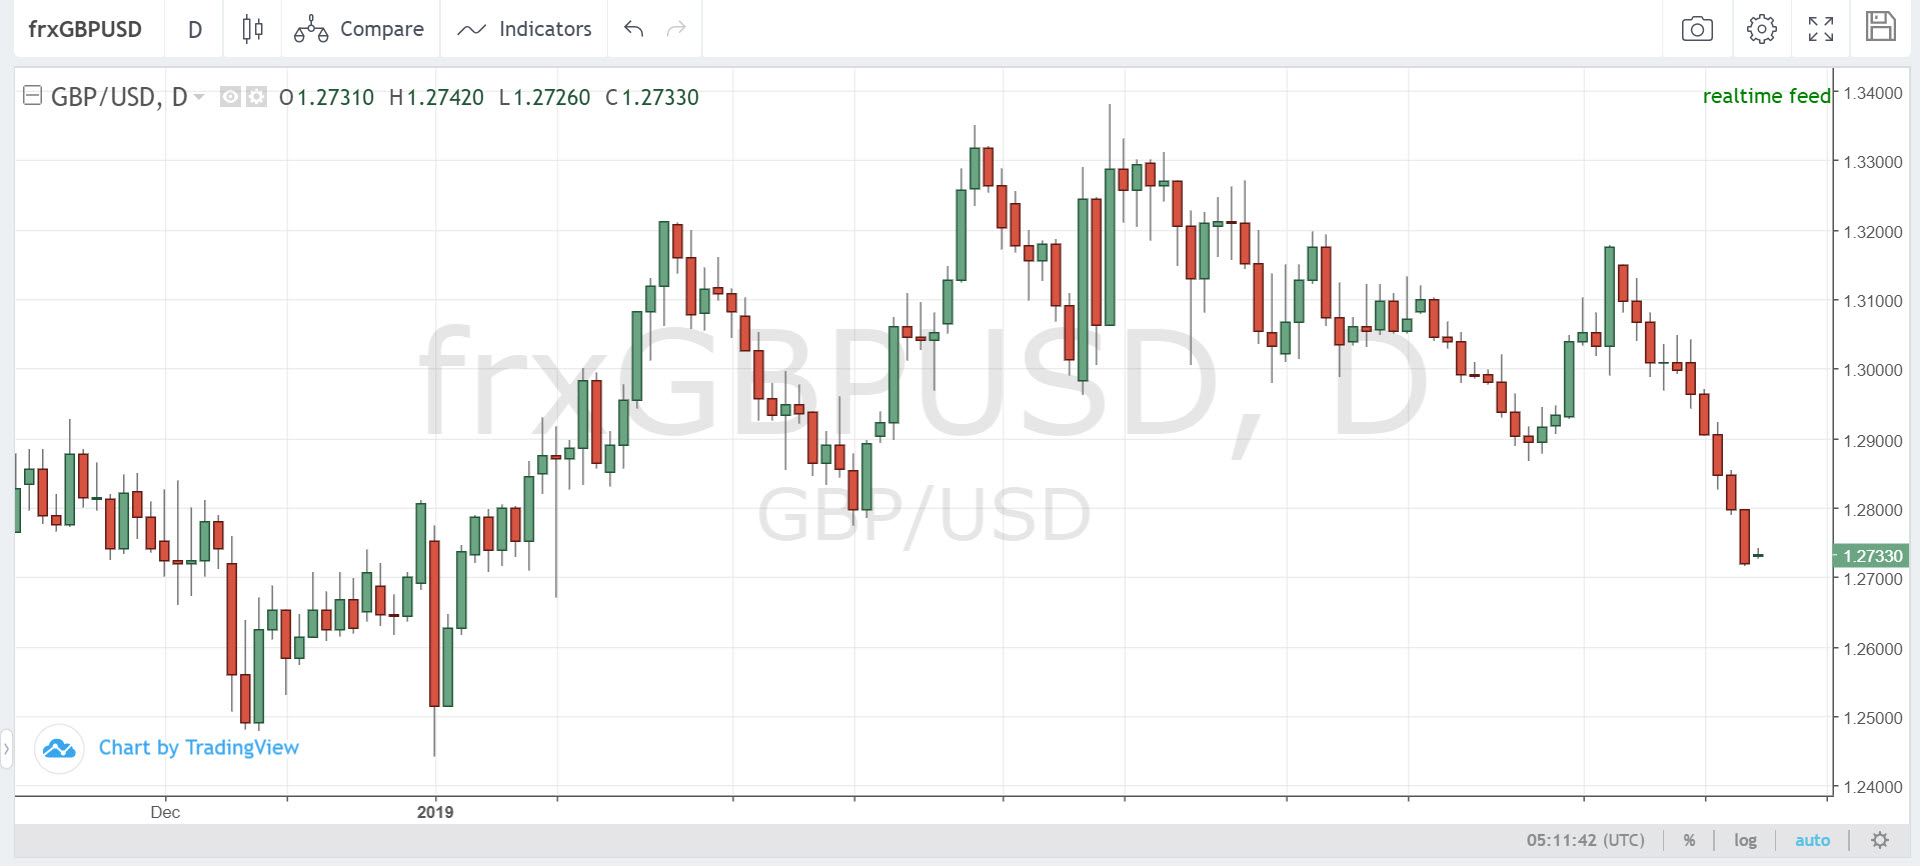 frxGBPUSD D Compare Indicators
GBP/USD, D O1.27310 H1.27420 L1.27260 C1.27330
realtime feed
1.34000
1.33000
1.32000
1.31000
1.30000
1.29000
1.28000
1.27330
1.27000
1.26000
1.25000
1.24000
frxGBPUSD, D
GBP/USD
Chart by TradingView
Dec 2019
05:11:42 (UTC) % log auto